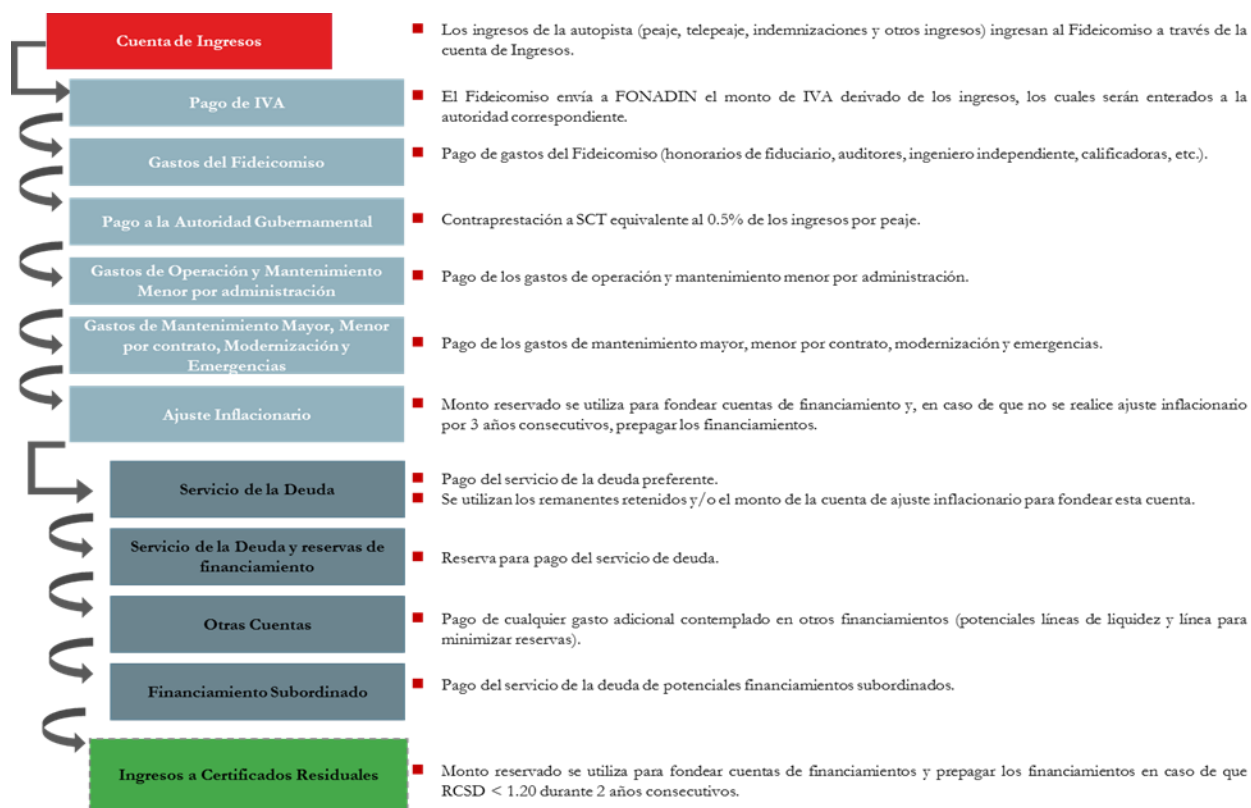 Cuenta de Ingresos
■ Los ingresos de la autopista (peaje, telepeaje, indemnizaciones y otros ingresos) ingresan al Fideicomiso a través de la
cuenta de Ingresos.
Pago de IVA
■ El Fideicomiso envía a FONADIN el monto de IVA derivado de los ingresos, los cuales serán enterados a la
autoridad correspondiente.
Gastos del Fideicomiso
■ Pago de gastos del Fideicomiso (honorarios de fiduciario, auditores, ingeniero independiente, calificadoras, etc.).
Pago a la Autoridad Gubernamental
■ Contraprestación a SCT equivalente al 0.5% de los ingresos por peaje.
Gastos de Operación y Mantenimiento
Menor por administración
■ Pago de los gastos de operación y mantenimiento menor por administración.
Gastos de Mantenimiento Mayor, Menor
por contrato, Modernización y
Emergencias
■ Pago de los gastos de mantenimiento mayor, menor por contrato, modernización y emergencias.
Ajuste Inflacionario
■ Monto reservado se utiliza para fondear cuentas de financiamiento y, en caso de que no se realice ajuste inflacionario
por 3 años consecutivos, prepagar los financiamientos.
Servicio de la Deuda
■ Pago del servicio de la deuda preferente.
■ Se utilizan los remanentes retenidos y/o el monto de la cuenta de ajuste inflacionario para fondear esta cuenta.
Servicio de la Deuda y reservas de
financiamiento
■ Reserva para pago del servicio de deuda.
Otras Cuentas
■ Pago de cualquier gasto adicional contemplado en otros financiamientos (potenciales líneas de liquidez y línea para
minimizar reservas).
Financiamiento Subordinado
■ Pago del servicio de la deuda de potenciales financiamientos subordinados.
Ingresos a Certificados Residuales
■ Monto reservado se utiliza para fondear cuentas de financiamientos y prepagar los financiamientos en caso de que
RCSD < 1.20 durante 2 años consecutivos.